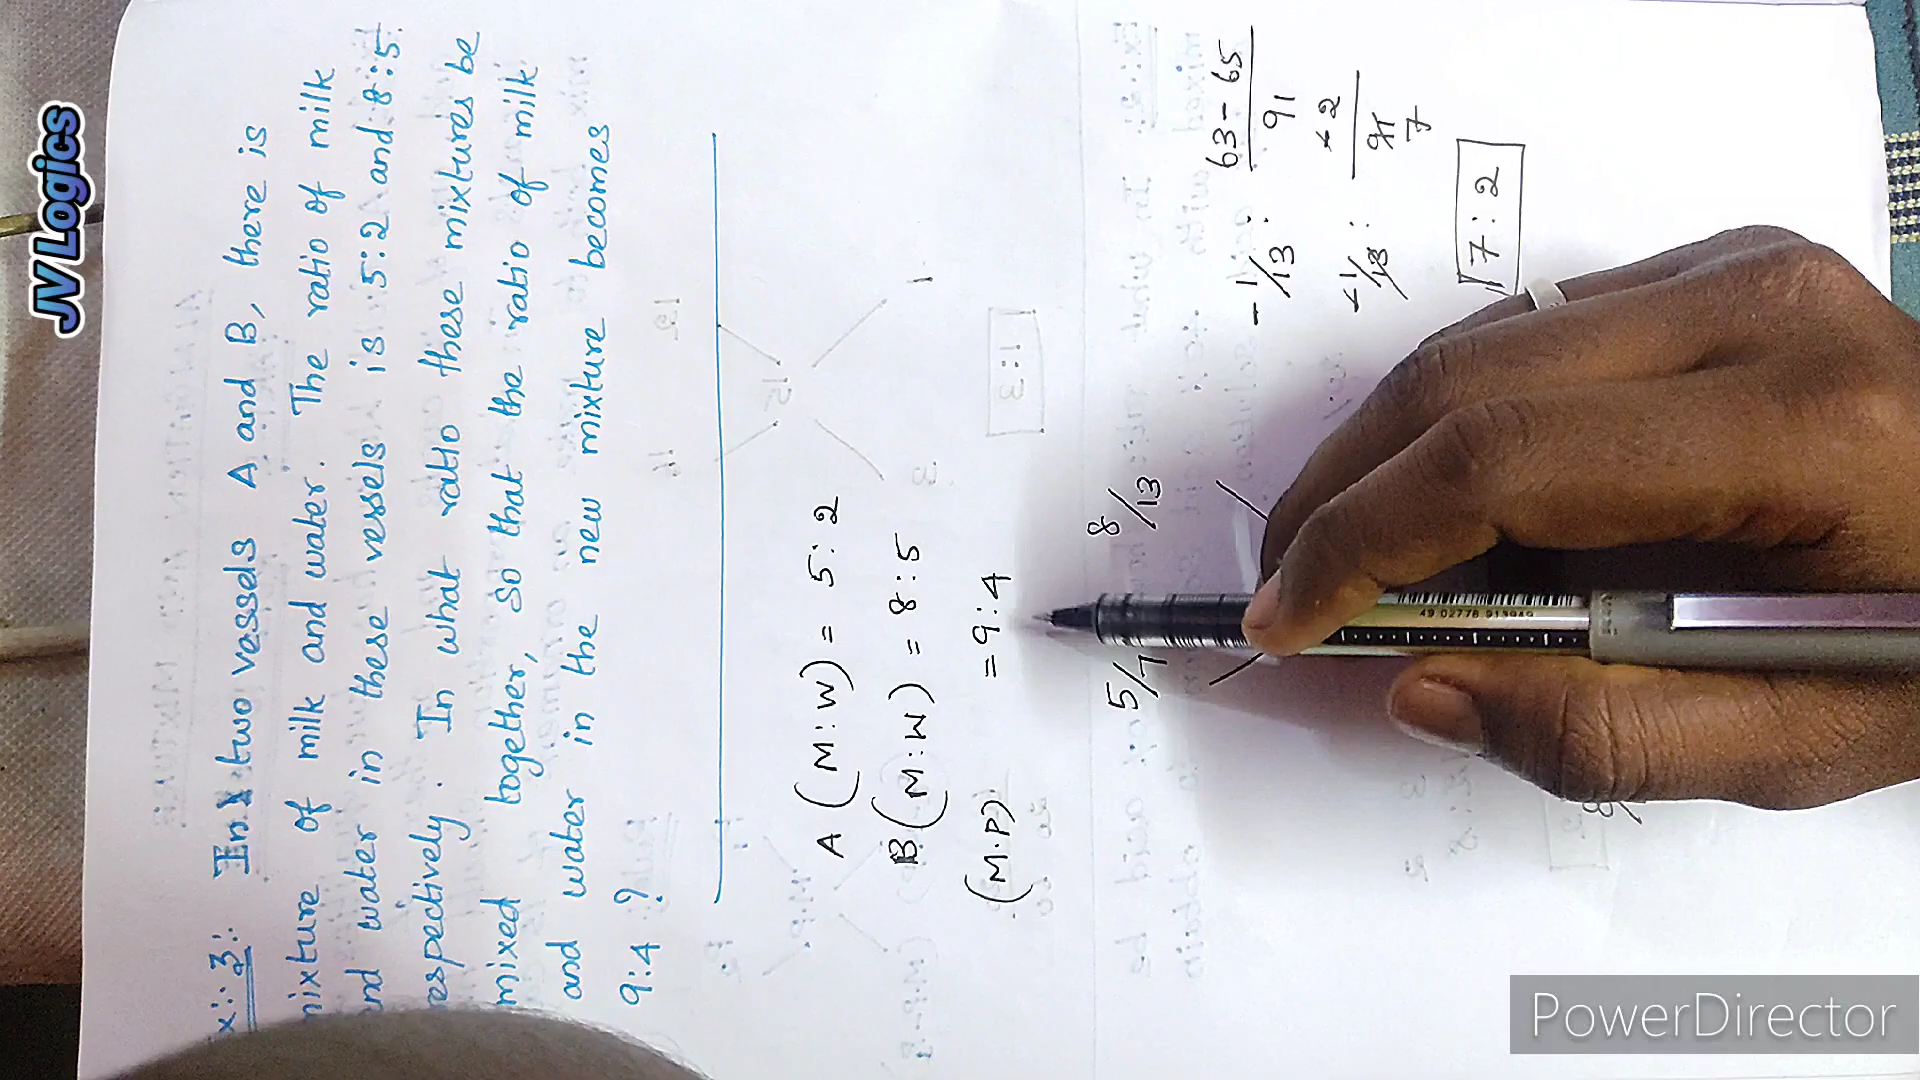 JV Logics
Ex:- 3:- In two vessels A and B, there is
mixture of milk and water. The ratio of milk
and water in these vessels is 5:2 and 8:5
respectively. In what ratio these mixtures be
mixed together, so that the ratio of milk
and water in the new mixture becomes
9:4 ?
A (M:W) = 5:2
B (M:W) = 8:5
(M.P) = 9:4
5/7 8/13
-1/13 : 63-65/91
-1/13 : -2/91
7
7:2
49 02778 913949
PowerDirector